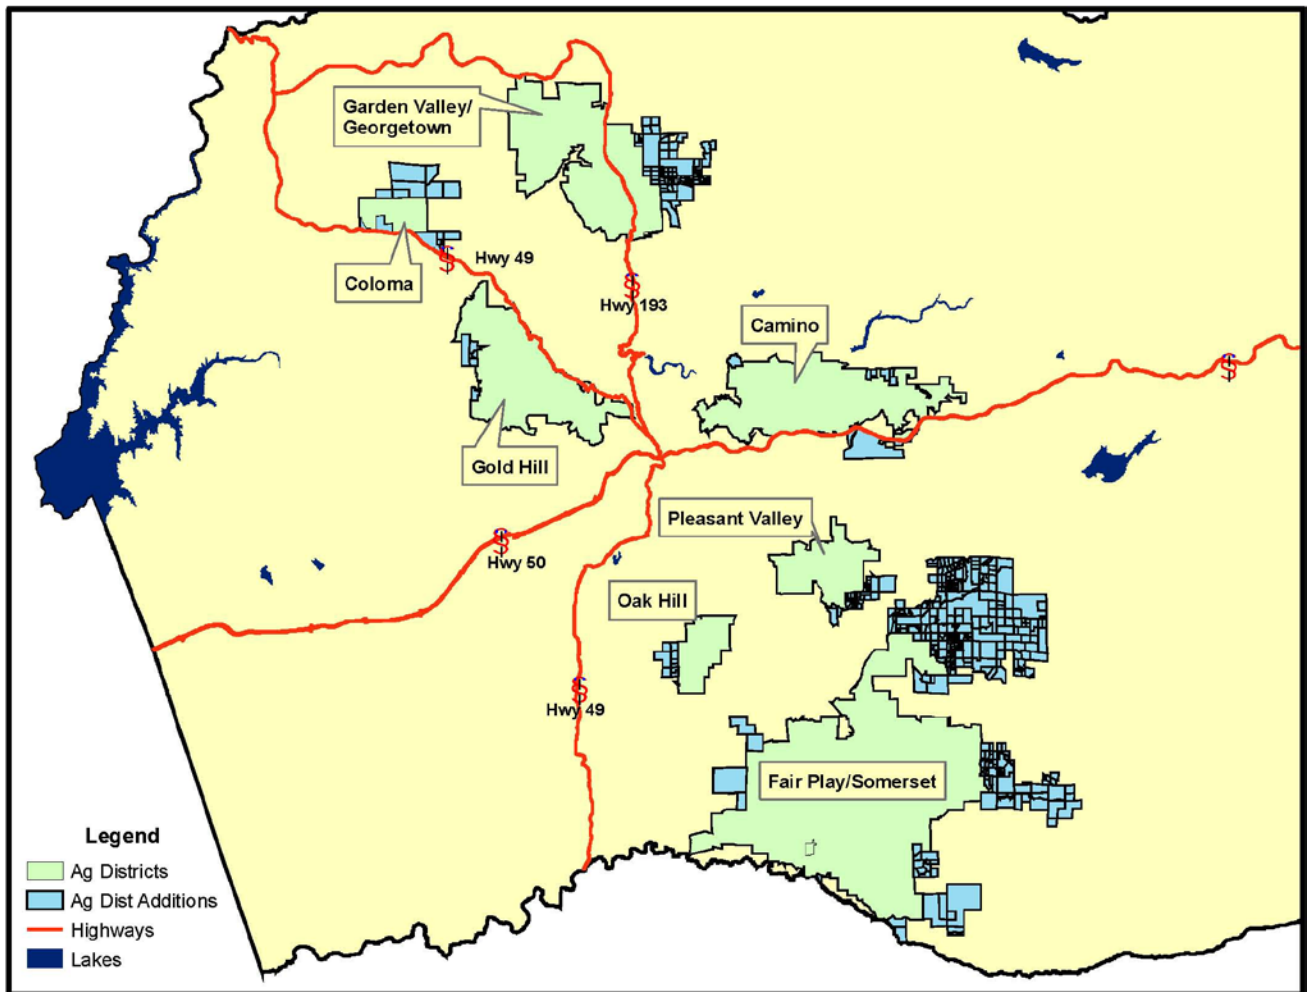 Garden Valley/
Georgetown
Coloma
Hwy 49
Hwy 193
Camino
Gold Hill
Pleasant Valley
Hwy 50
Oak Hill
Hwy 49
Fair Play/Somerset
Legend
Ag Districts
Ag Dist Additions
Highways
Lakes